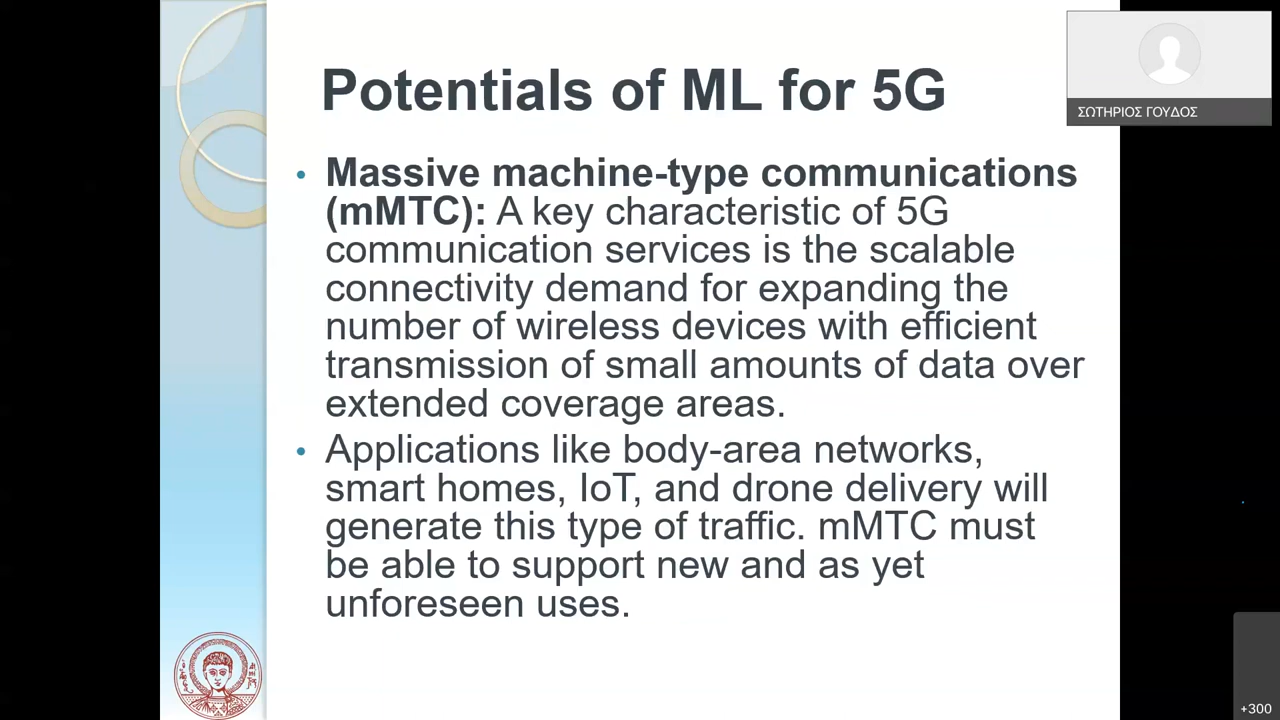 Potentials of ML for 5G
ΣΩΤΗΡΙΟΣ ΓΟΥΔΟΣ
• Massive machine-type communications
(mMTC): A key characteristic of 5G
communication services is the scalable
connectivity demand for expanding the
number of wireless devices with efficient
transmission of small amounts of data over
extended coverage areas.
• Applications like body-area networks,
smart homes, IoT, and drone delivery will
generate this type of traffic. mMTC must
be able to support new and as yet
unforeseen uses.
+300